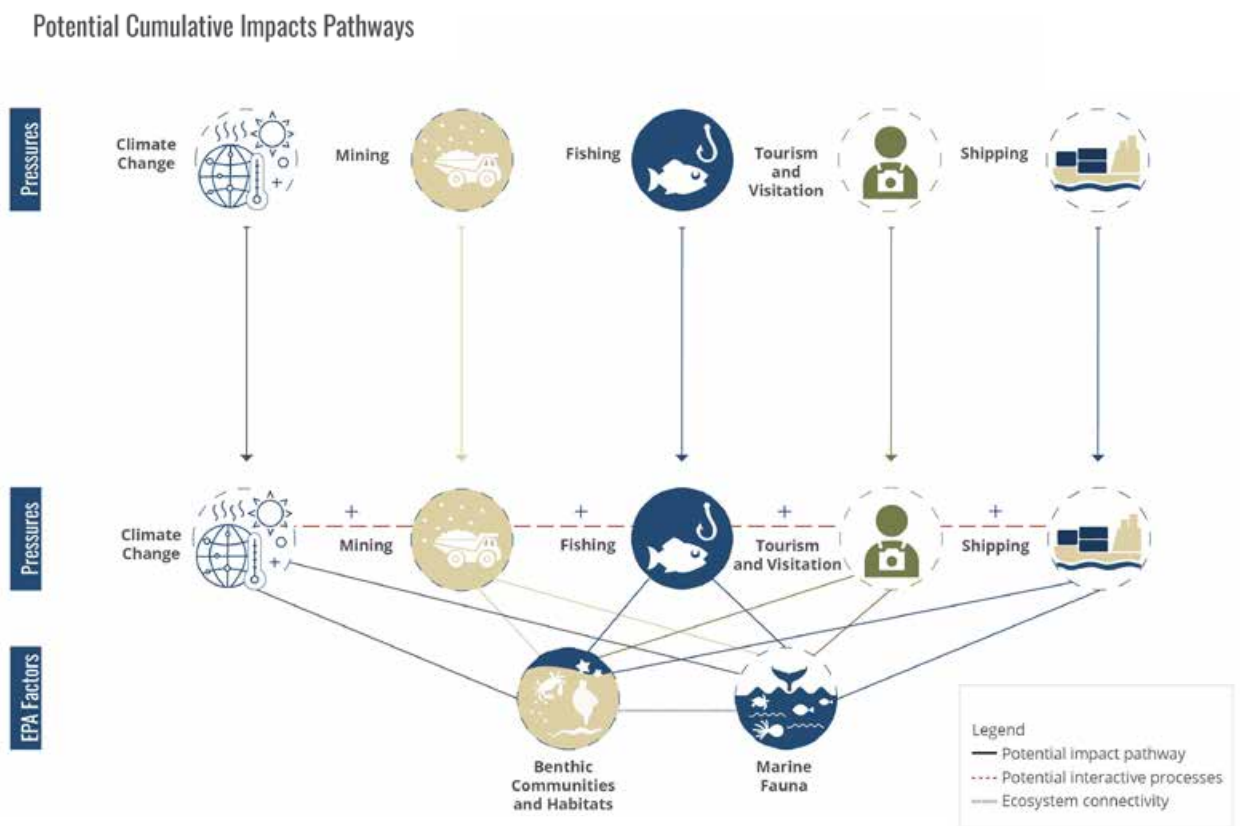 Potential Cumulative Impacts Pathways
Pressures
Climate
Change
Mining
Fishing
Tourism
and
Visitation
Shipping
Pressures
Climate
Change
+
Mining
+
Fishing
+
Tourism
and Visitation
+
Shipping
EPA Factors
Benthic
Communities
and Habitats
Marine
Fauna
Legend
Potential impact pathway
Potential interactive processes
Ecosystem connectivity